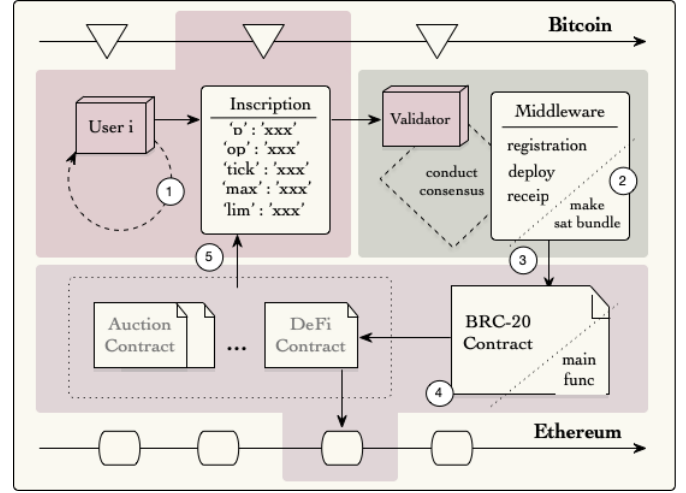 Bitcoin
User i
1
Inscription
'p' : 'xxx'
'op' : 'xxx'
'tick' : 'xxx'
'max' : 'xxx'
'lim' : 'xxx'
Validator
conduct
consensus
Middleware
registration
deploy
receip
2
make
sat bundle
5
3
Auction
Contract
...
DeFi
Contract
BRC-20
Contract
main
func
4
Ethereum